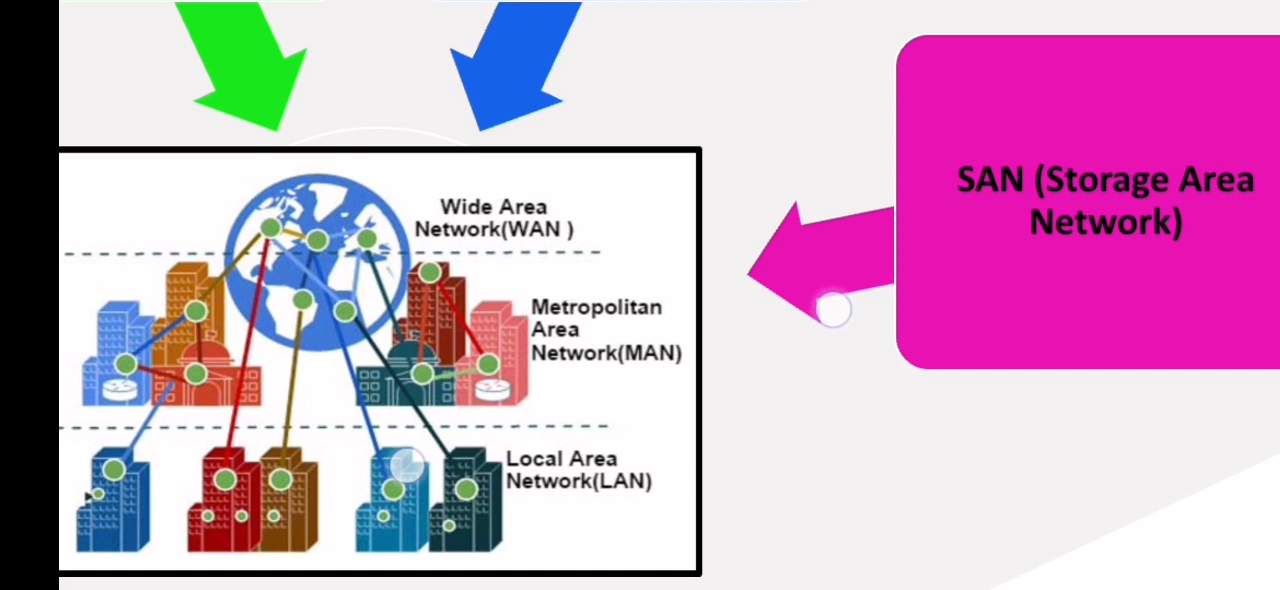 Wide Area
Network(WAN )
Metropolitan
Area
Network(MAN)
Local Area
Network(LAN)
SAN (Storage Area
Network)